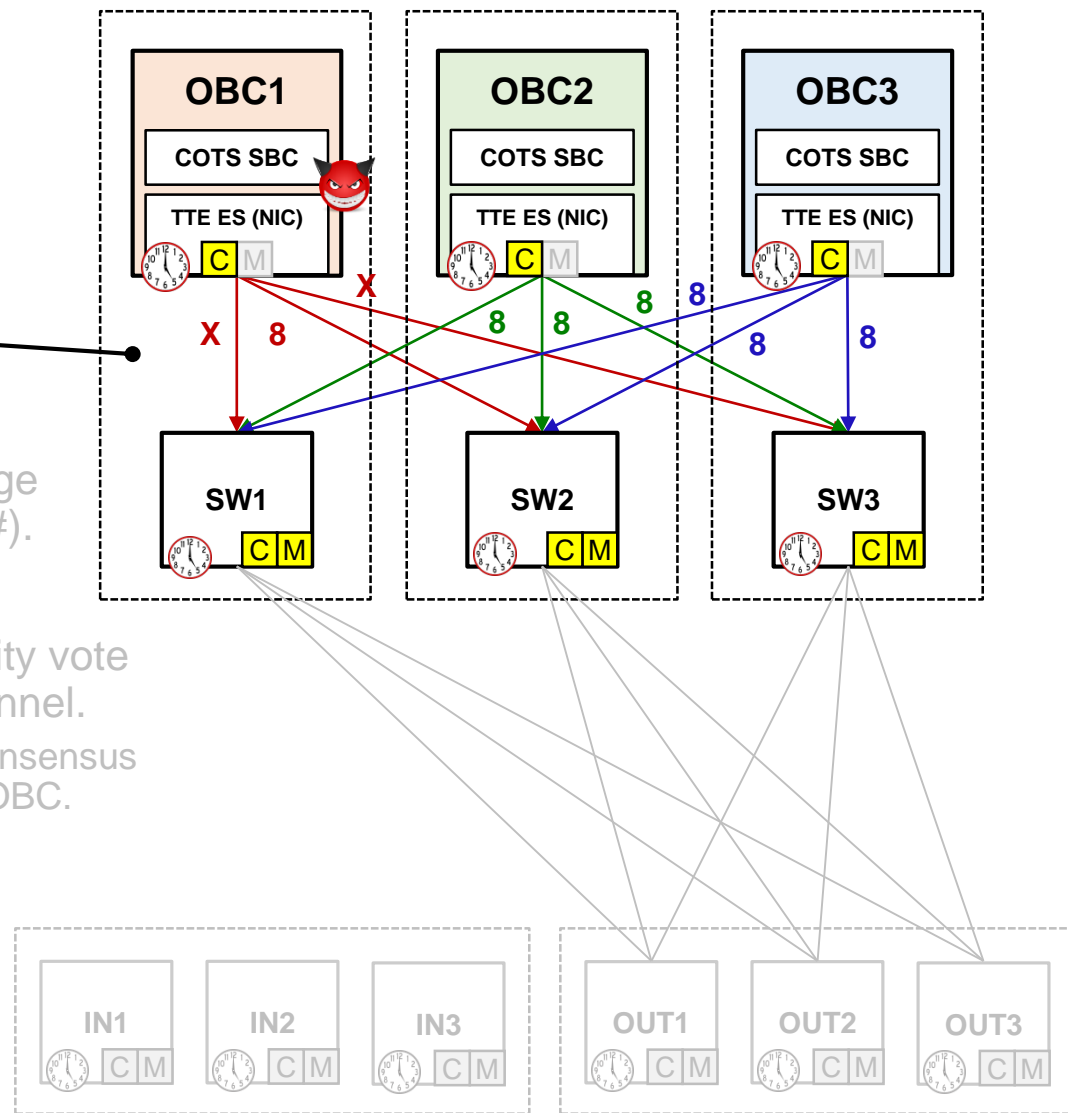 OBC1
OBC2
OBC3
COTS SBC
COTS SBC
COTS SBC
TTE ES (NIC)
TTE ES (NIC)
TTE ES (NIC)
C M
C M
C M
X
8
8
X
8
8
8
8
8
SW1
SW2
SW3
C M
C M
C M
ge
#).
ity vote
nnel.
nsensus
OBC.
IN1
IN2
IN3
OUT1
OUT2
OUT3
C M
C M
C M
C M
C M
C M